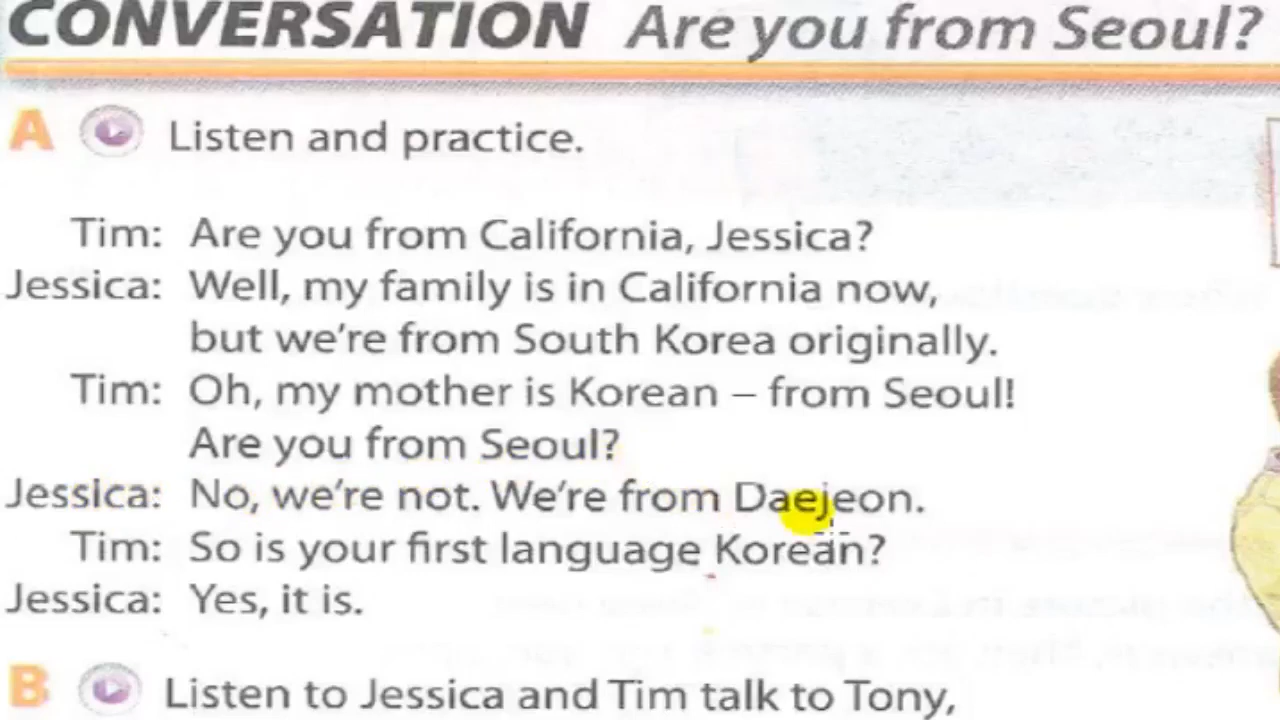 CONVERSATION Are you from Seoul?
A Listen and practice.
Tim: Are you from California, Jessica?
Jessica: Well, my family is in California now,
but we're from South Korea originally.
Tim: Oh, my mother is Korean – from Seoul!
Are you from Seoul?
Jessica: No, we're not. We're from Daejeon.
Tim: So is your first language Korean?
Jessica: Yes, it is.
B Listen to Jessica and Tim talk to Tony,